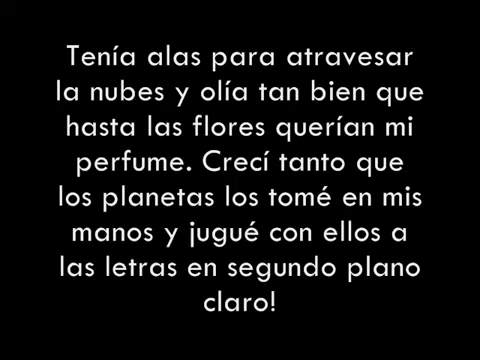 Tenía alas para atravesar
la nubes y olía tan bien que
hasta las flores querían mi
perfume. Crecí tanto que
los planetas los tomé en mis
manos y jugué con ellos a
las letras en segundo plano
claro!